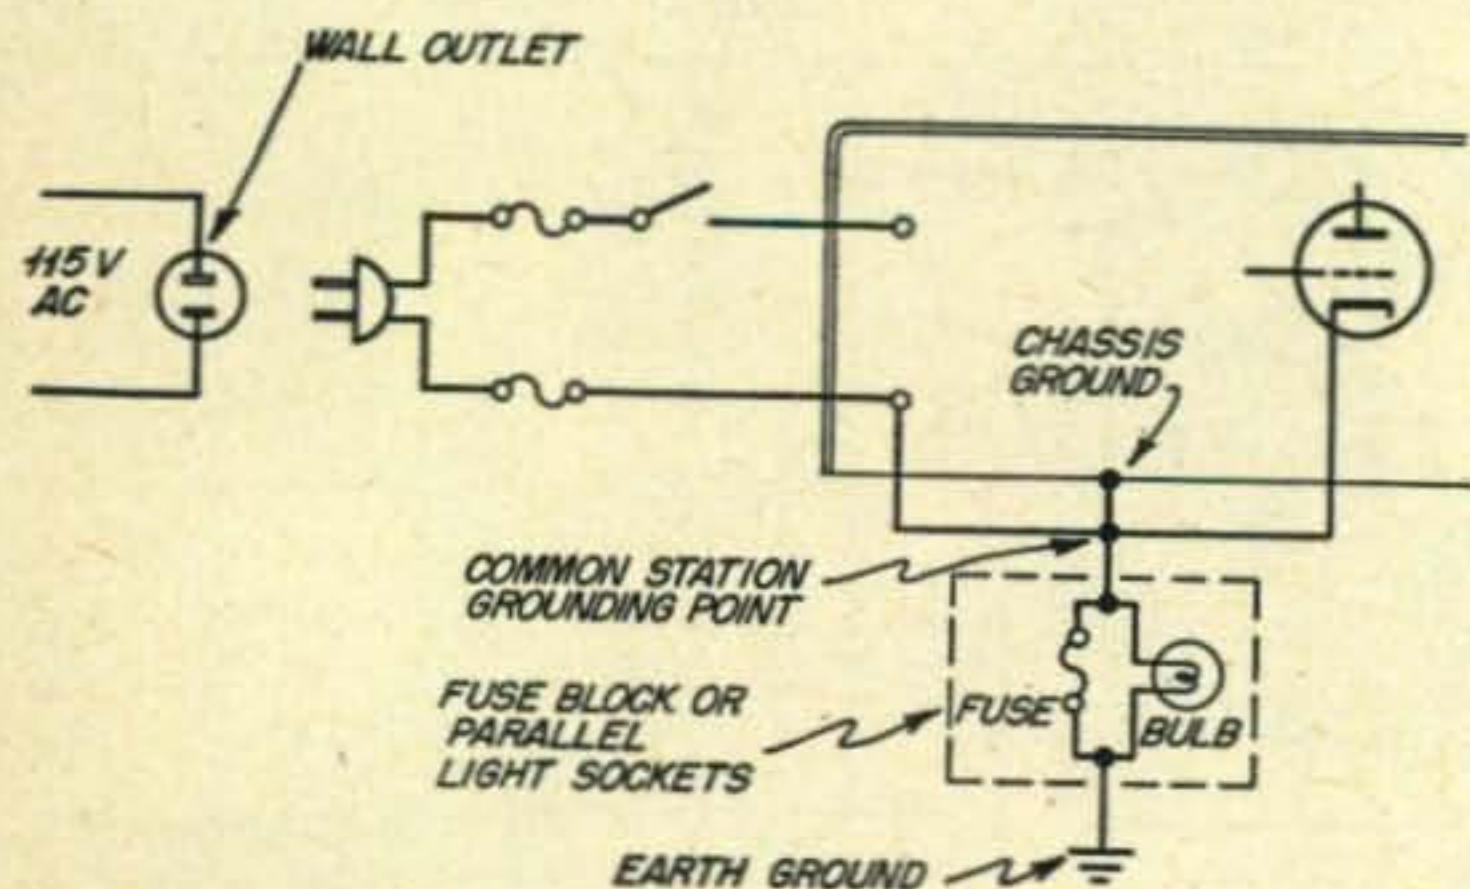 WALL OUTLET
115 V
AC
CHASSIS
GROUND
COMMON STATION
GROUNDING POINT
FUSE BLOCK OR
PARALLEL
LIGHT SOCKETS
FUSE
BULB
EARTH GROUND